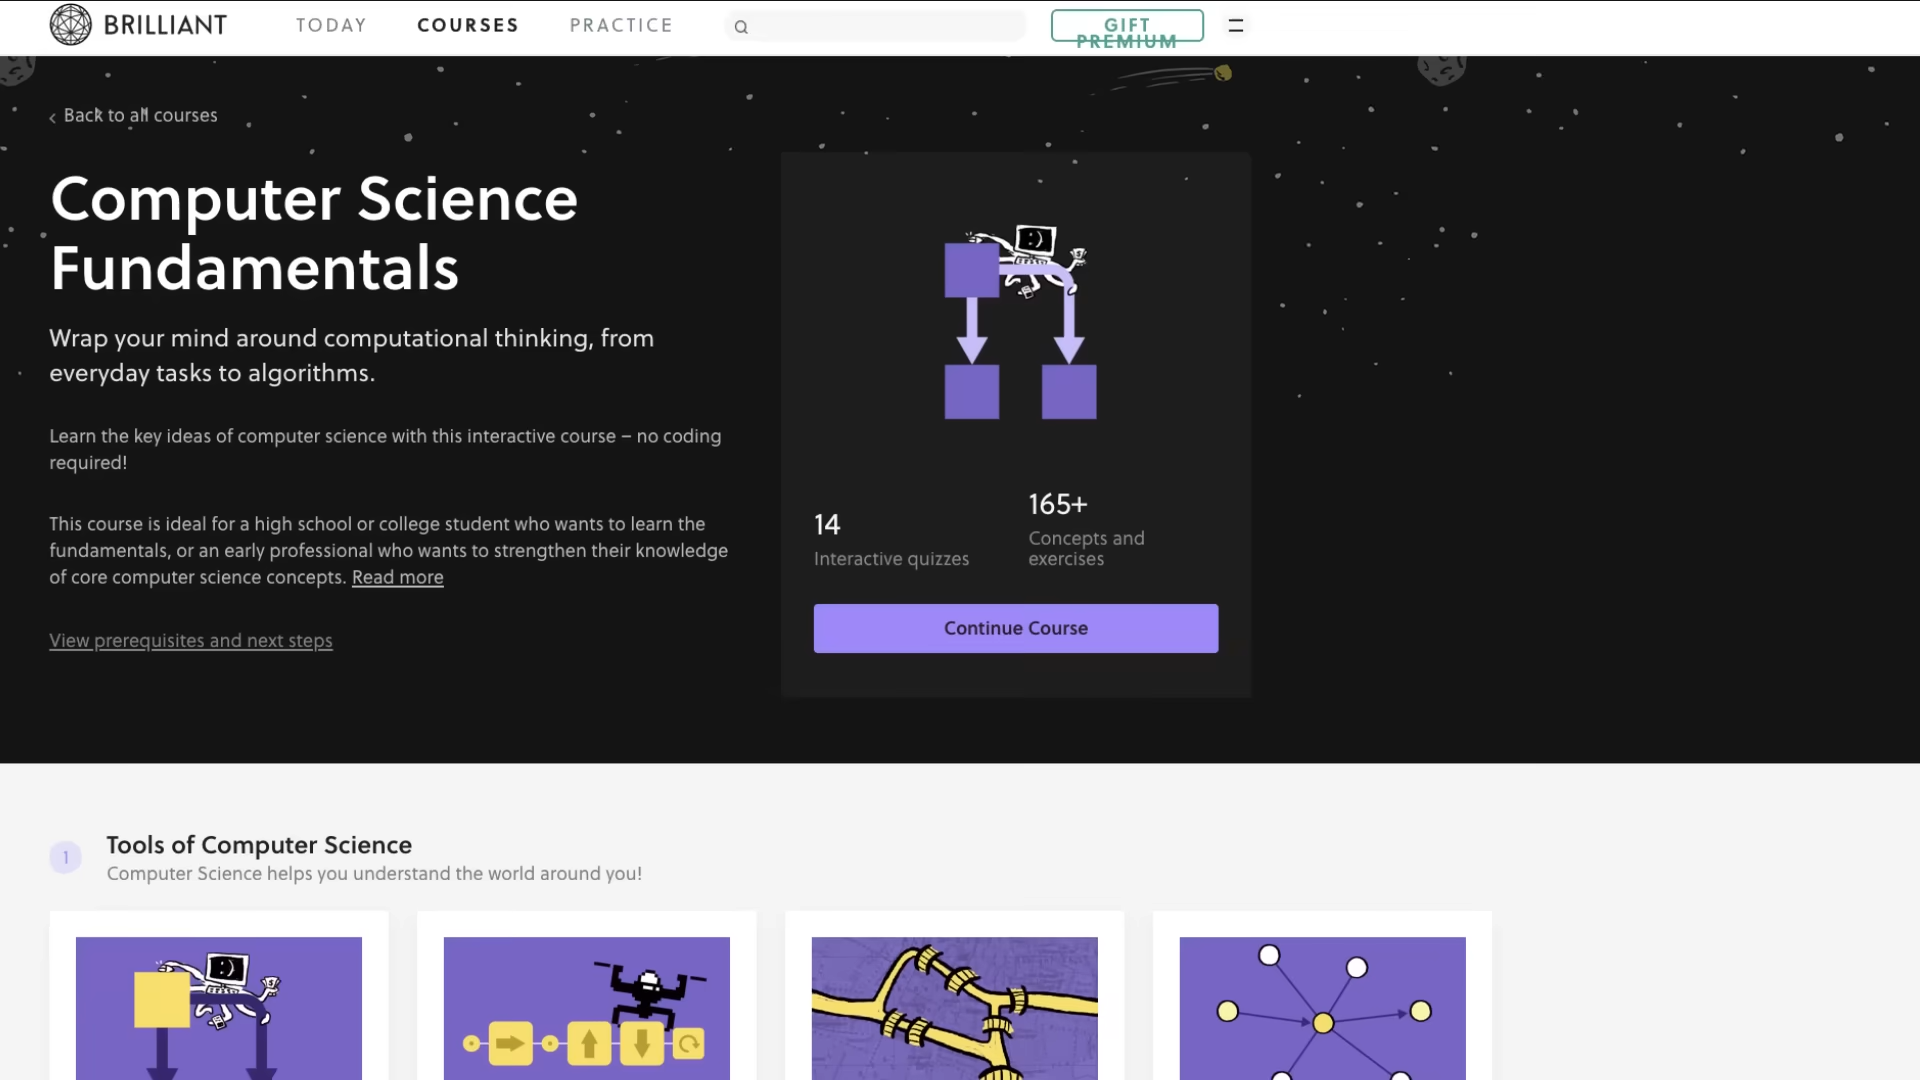 BRILLIANT
TODAY
COURSES
PRACTICE
GIFT
PREMIUM
Back to all courses
Computer Science
Fundamentals
Wrap your mind around computational thinking, from
everyday tasks to algorithms.
Learn the key ideas of computer science with this interactive course – no coding
required!
This course is ideal for a high school or college student who wants to learn the
fundamentals, or an early professional who wants to strengthen their knowledge
of core computer science concepts. Read more
View prerequisites and next steps
14
Interactive quizzes
165+
Concepts and
exercises
Continue Course
1
Tools of Computer Science
Computer Science helps you understand the world around you!